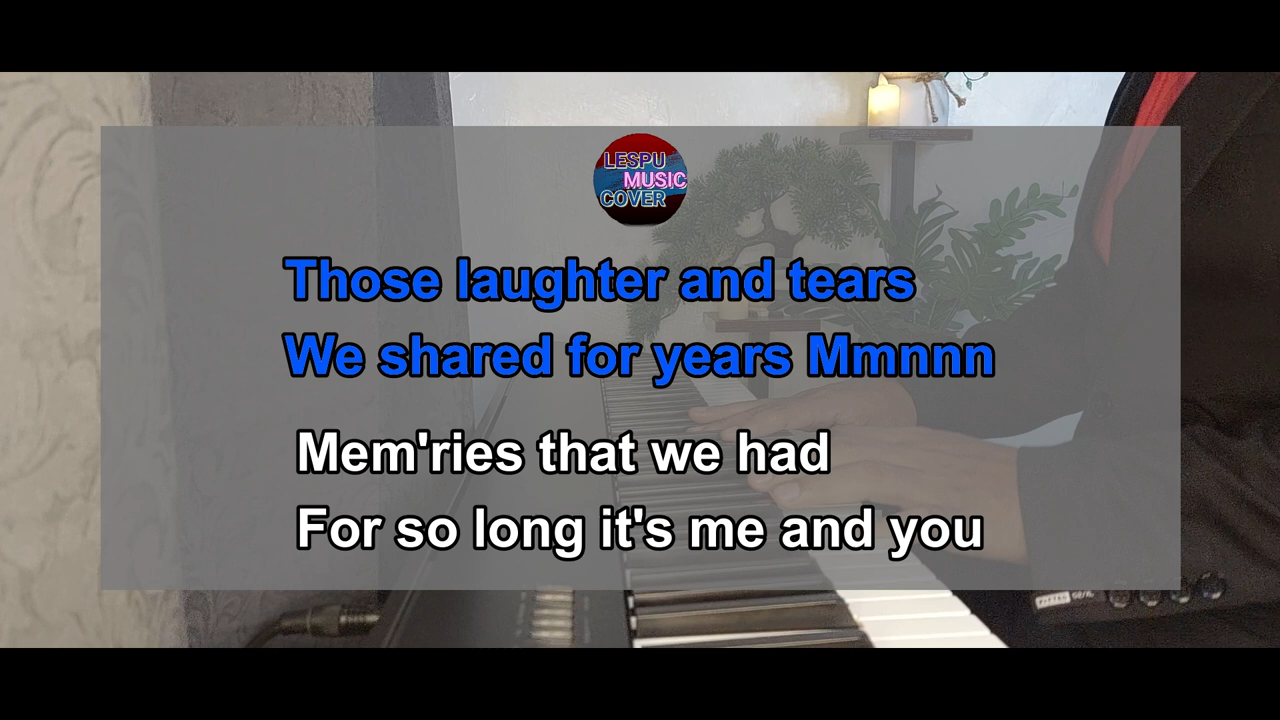 LESPU
MUSIC
COVER
Those laughter and tears
We shared for years Mmnnn
Mem'ries that we had
For so long it's me and you